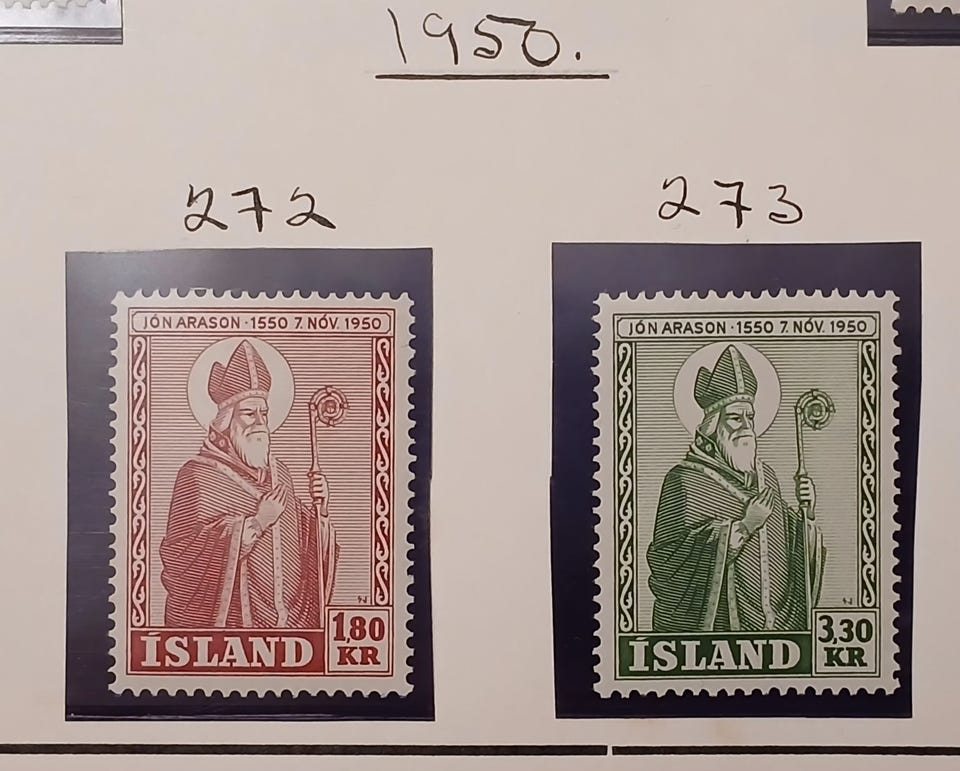 1950.
272
273
JÓN ARASON · 1550 7. NÓV. 1950
1,80
ÍSLAND KR
JÓN ARASON · 1550 7. NÓV. 1950
3,30
ÍSLAND KR